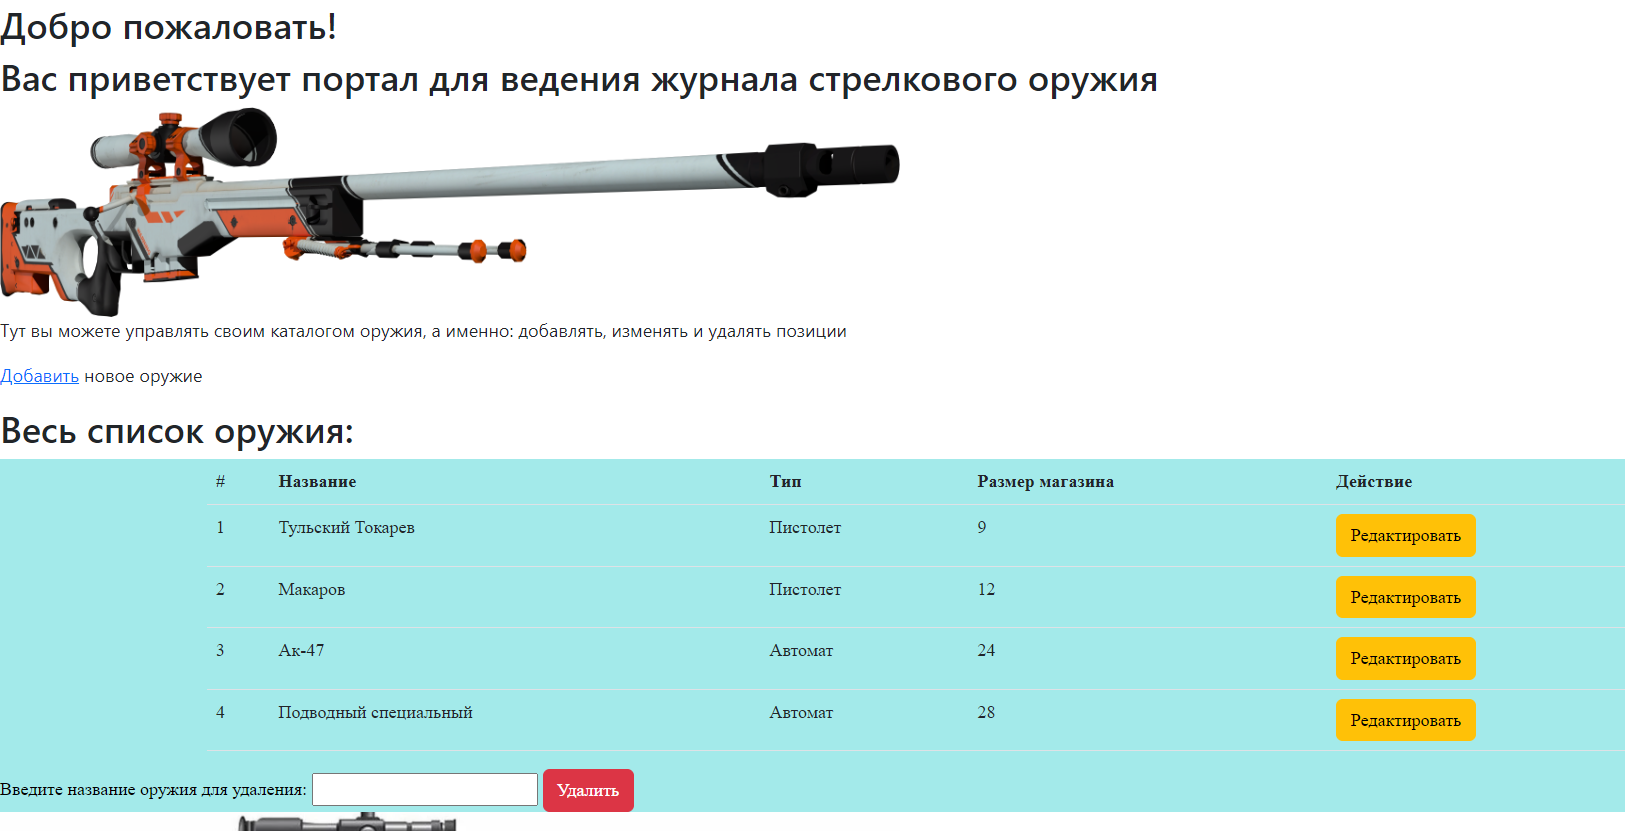 Добро пожаловать!
Вас приветствует портал для ведения журнала стрелкового оружия
Тут вы можете управлять своим каталогом оружия, а именно: добавлять, изменять и удалять позиции
Добавить новое оружие
Весь список оружия:
# Название Тип Размер магазина Действие
1 Тульский Токарев Пистолет 9 Редактировать
2 Макаров Пистолет 12 Редактировать
3 Ак-47 Автомат 24 Редактировать
4 Подводный специальный Автомат 28 Редактировать
Введите название оружия для удаления: Удалить